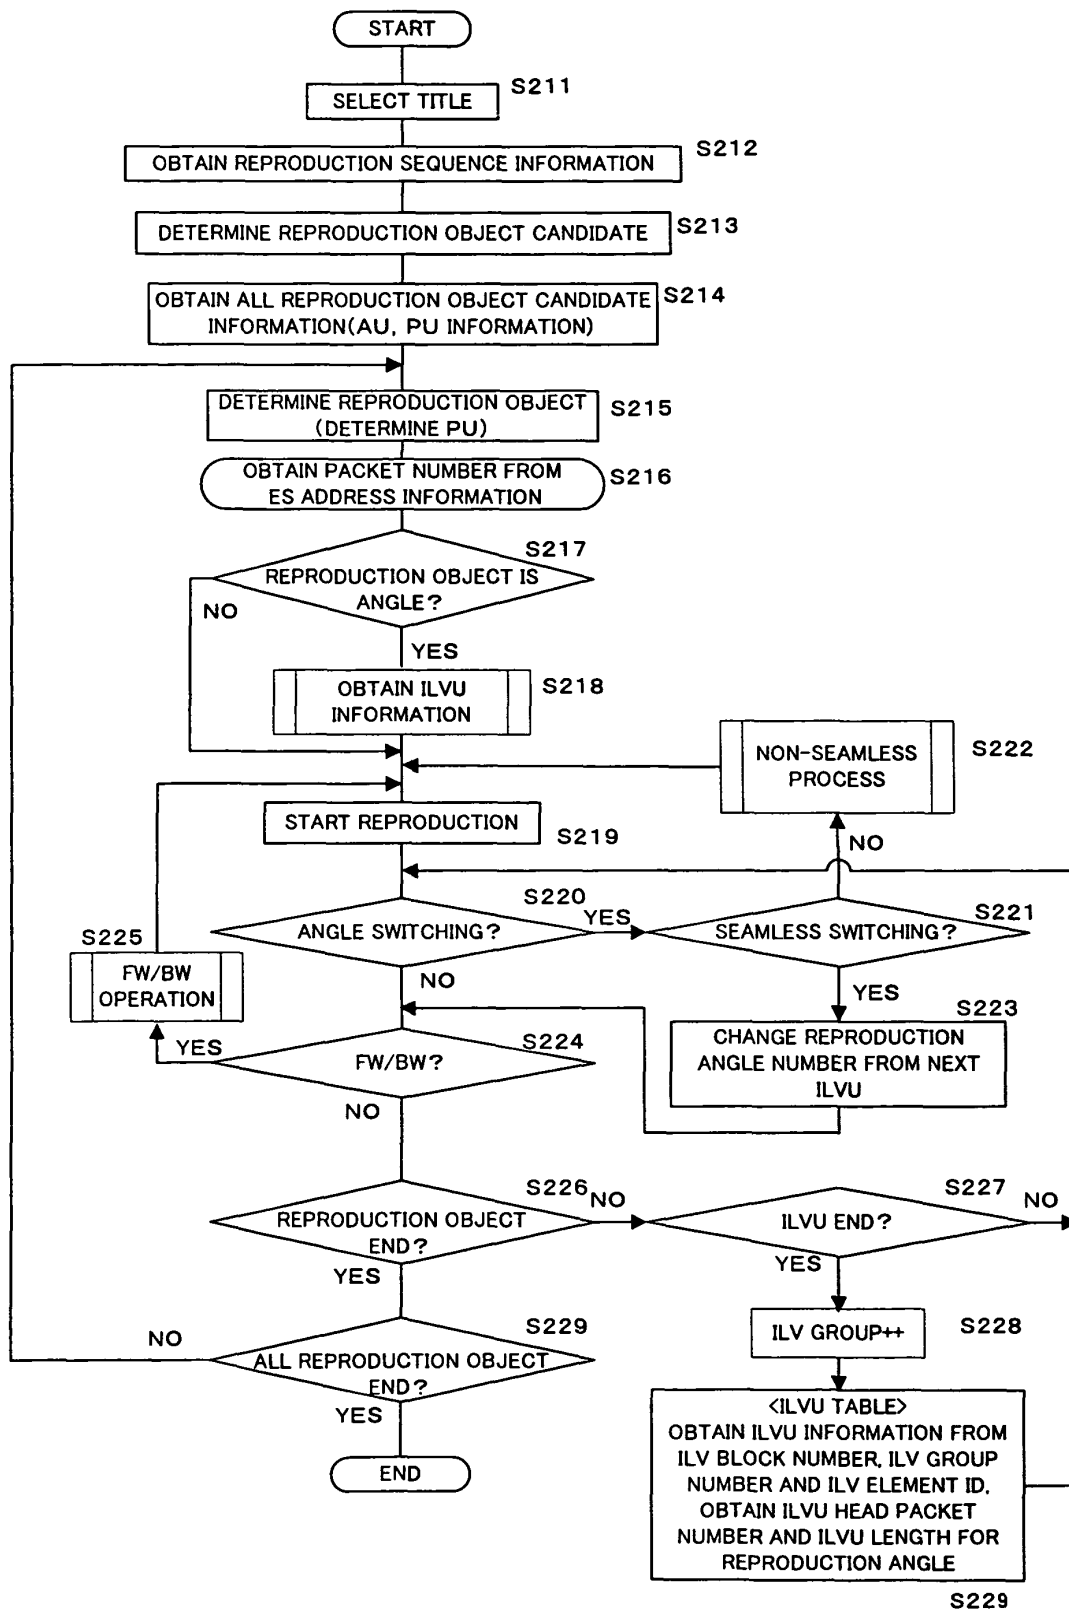 START
S211
SELECT TITLE
S212
OBTAIN REPRODUCTION SEQUENCE INFORMATION
S213
DETERMINE REPRODUCTION OBJECT CANDIDATE
S214
OBTAIN ALL REPRODUCTION OBJECT CANDIDATE
INFORMATION(AU, PU INFORMATION)
DETERMINE REPRODUCTION OBJECT
(DETERMINE PU)
S215
OBTAIN PACKET NUMBER FROM
ES ADDRESS INFORMATION
S216
S217
REPRODUCTION OBJECT IS
ANGLE?
NO
YES
OBTAIN ILVU
INFORMATION
S218
NON-SEAMLESS
PROCESS
S222
START REPRODUCTION
S219
NO
S220
ANGLE SWITCHING?
YES
S221
SEAMLESS SWITCHING?
S225
FW/BW
OPERATION
NO
YES
S223
CHANGE REPRODUCTION
ANGLE NUMBER FROM NEXT
ILVU
S224
YES
FW/BW?
NO
S226
REPRODUCTION OBJECT
END?
NO
S227
ILVU END?
NO
YES
YES
ILV GROUP++
S228
S229
NO
ALL REPRODUCTION OBJECT
END?
YES
END
<ILVU TABLE>
OBTAIN ILVU INFORMATION FROM
ILV BLOCK NUMBER, ILV GROUP
NUMBER AND ILV ELEMENT ID,
OBTAIN ILVU HEAD PACKET
NUMBER AND ILVU LENGTH FOR
REPRODUCTION ANGLE
S229